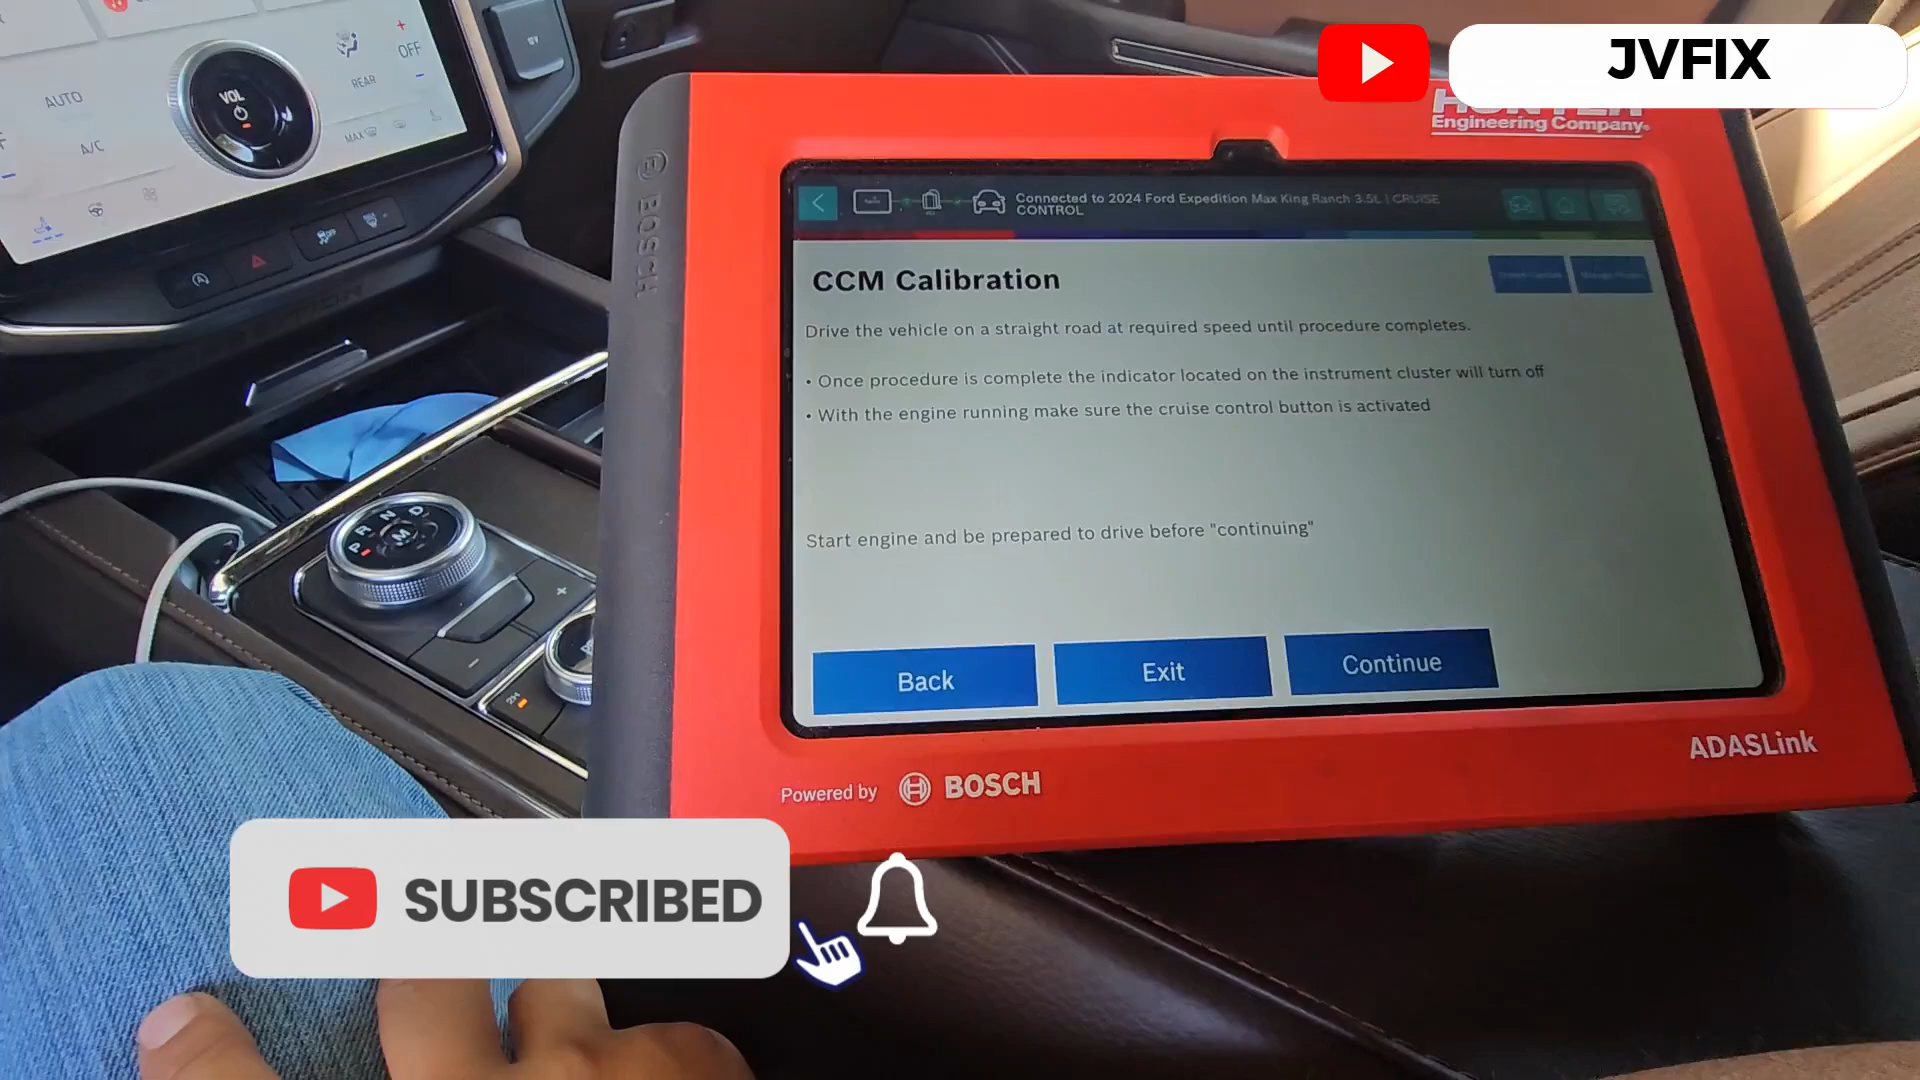 JVFIX
HUNTER
Engineering Company
VOL
OFF
REAR
AUTO
A/C
MAX
BOSCH
Connected to 2024 Ford Expedition Max King Ranch 3.5L | CRUISE
CONTROL
CCM Calibration
Drive the vehicle on a straight road at required speed until procedure completes.
• Once procedure is complete the indicator located on the instrument cluster will turn off
• With the engine running make sure the cruise control button is activated
Start engine and be prepared to drive before "continuing"
Back
Exit
Continue
P R N D
M
+
-
2H
ADASLink
Powered by BOSCH
SUBSCRIBED